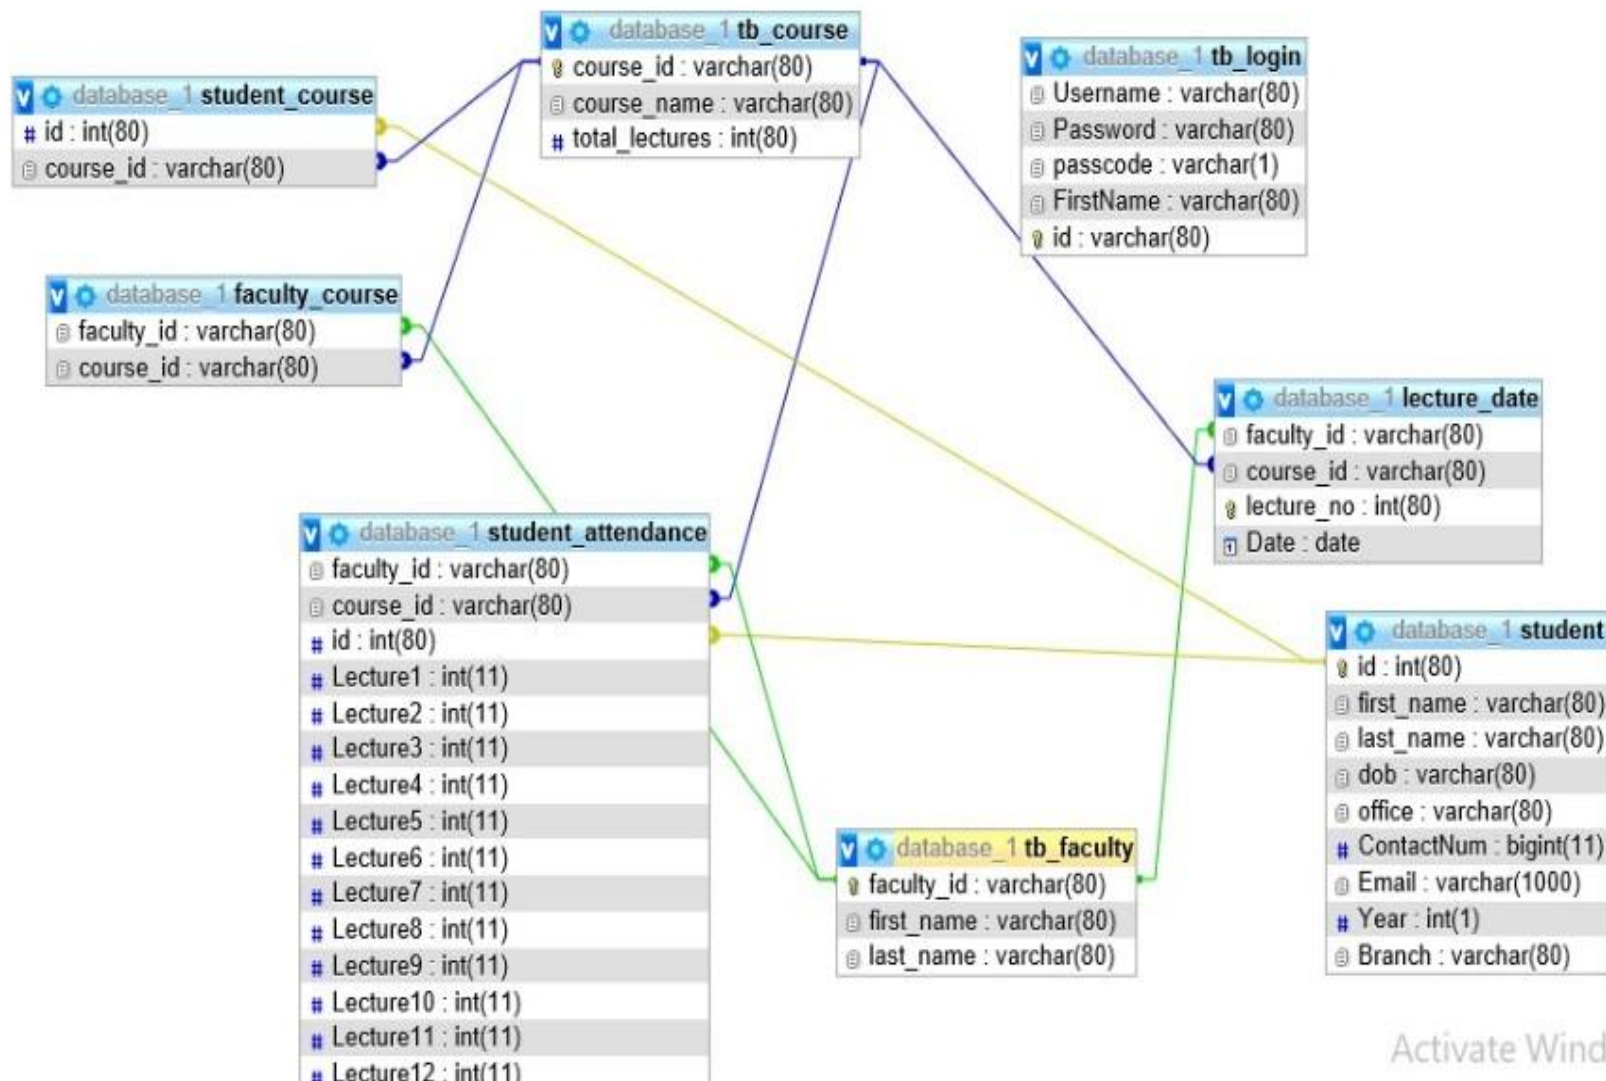 database_1 student_course
id : int(80)
course_id : varchar(80)
database_1 tb_course
course_id : varchar(80)
course_name : varchar(80)
total_lectures : int(80)
database_1 tb_login
Username : varchar(80)
Password : varchar(80)
passcode : varchar(1)
FirstName : varchar(80)
id : varchar(80)
database_1 faculty_course
faculty_id : varchar(80)
course_id : varchar(80)
database_1 lecture_date
faculty_id : varchar(80)
course_id : varchar(80)
lecture_no : int(80)
Date : date
database_1 student_attendance
faculty_id : varchar(80)
course_id : varchar(80)
id : int(80)
Lecture1 : int(11)
Lecture2 : int(11)
Lecture3 : int(11)
Lecture4 : int(11)
Lecture5 : int(11)
Lecture6 : int(11)
Lecture7 : int(11)
Lecture8 : int(11)
Lecture9 : int(11)
Lecture10 : int(11)
Lecture11 : int(11)
Lecture12 : int(11)
database_1 tb_faculty
faculty_id : varchar(80)
first_name : varchar(80)
last_name : varchar(80)
database_1 student
id : int(80)
first_name : varchar(80)
last_name : varchar(80)
dob : varchar(80)
office : varchar(80)
ContactNum : bigint(11)
Email : varchar(1000)
Year : int(1)
Branch : varchar(80)
Activate Wind